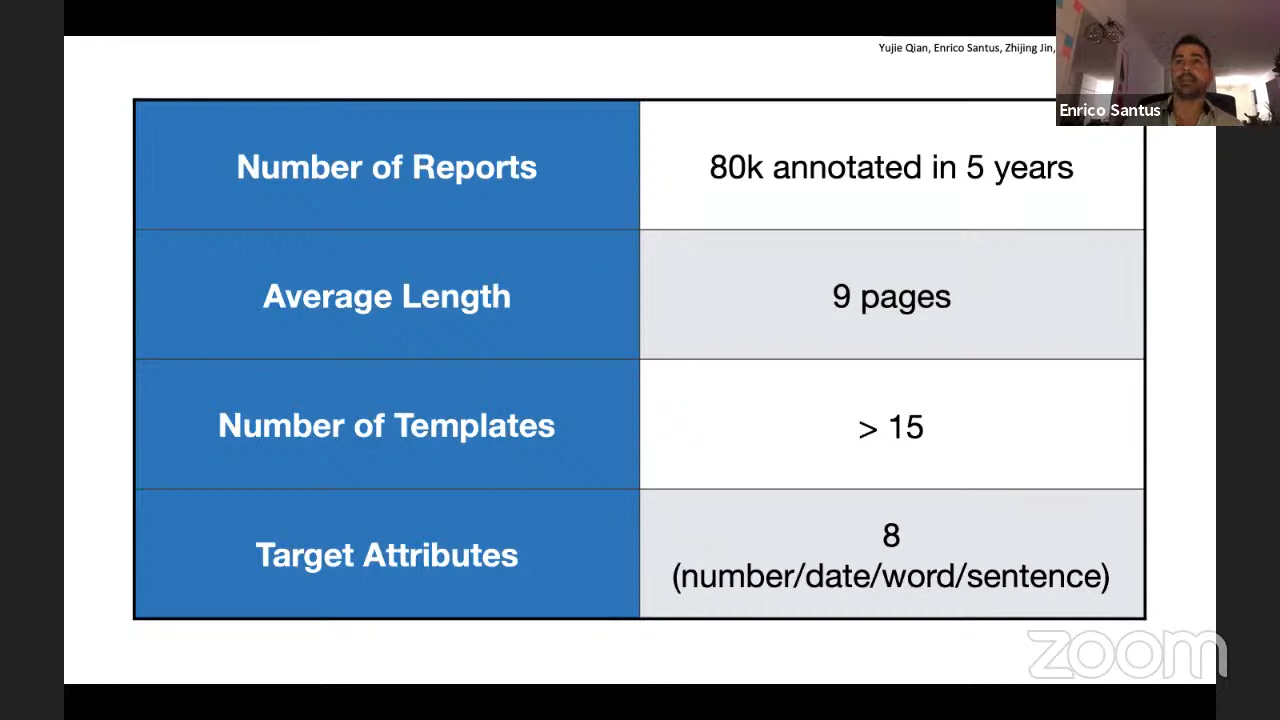 Yujie Qian, Enrico Santus, Zhijing Jin,
Enrico Santus
Number of Reports
80k annotated in 5 years
Average Length
9 pages
Number of Templates
> 15
Target Attributes
8
(number/date/word/sentence)
zoom